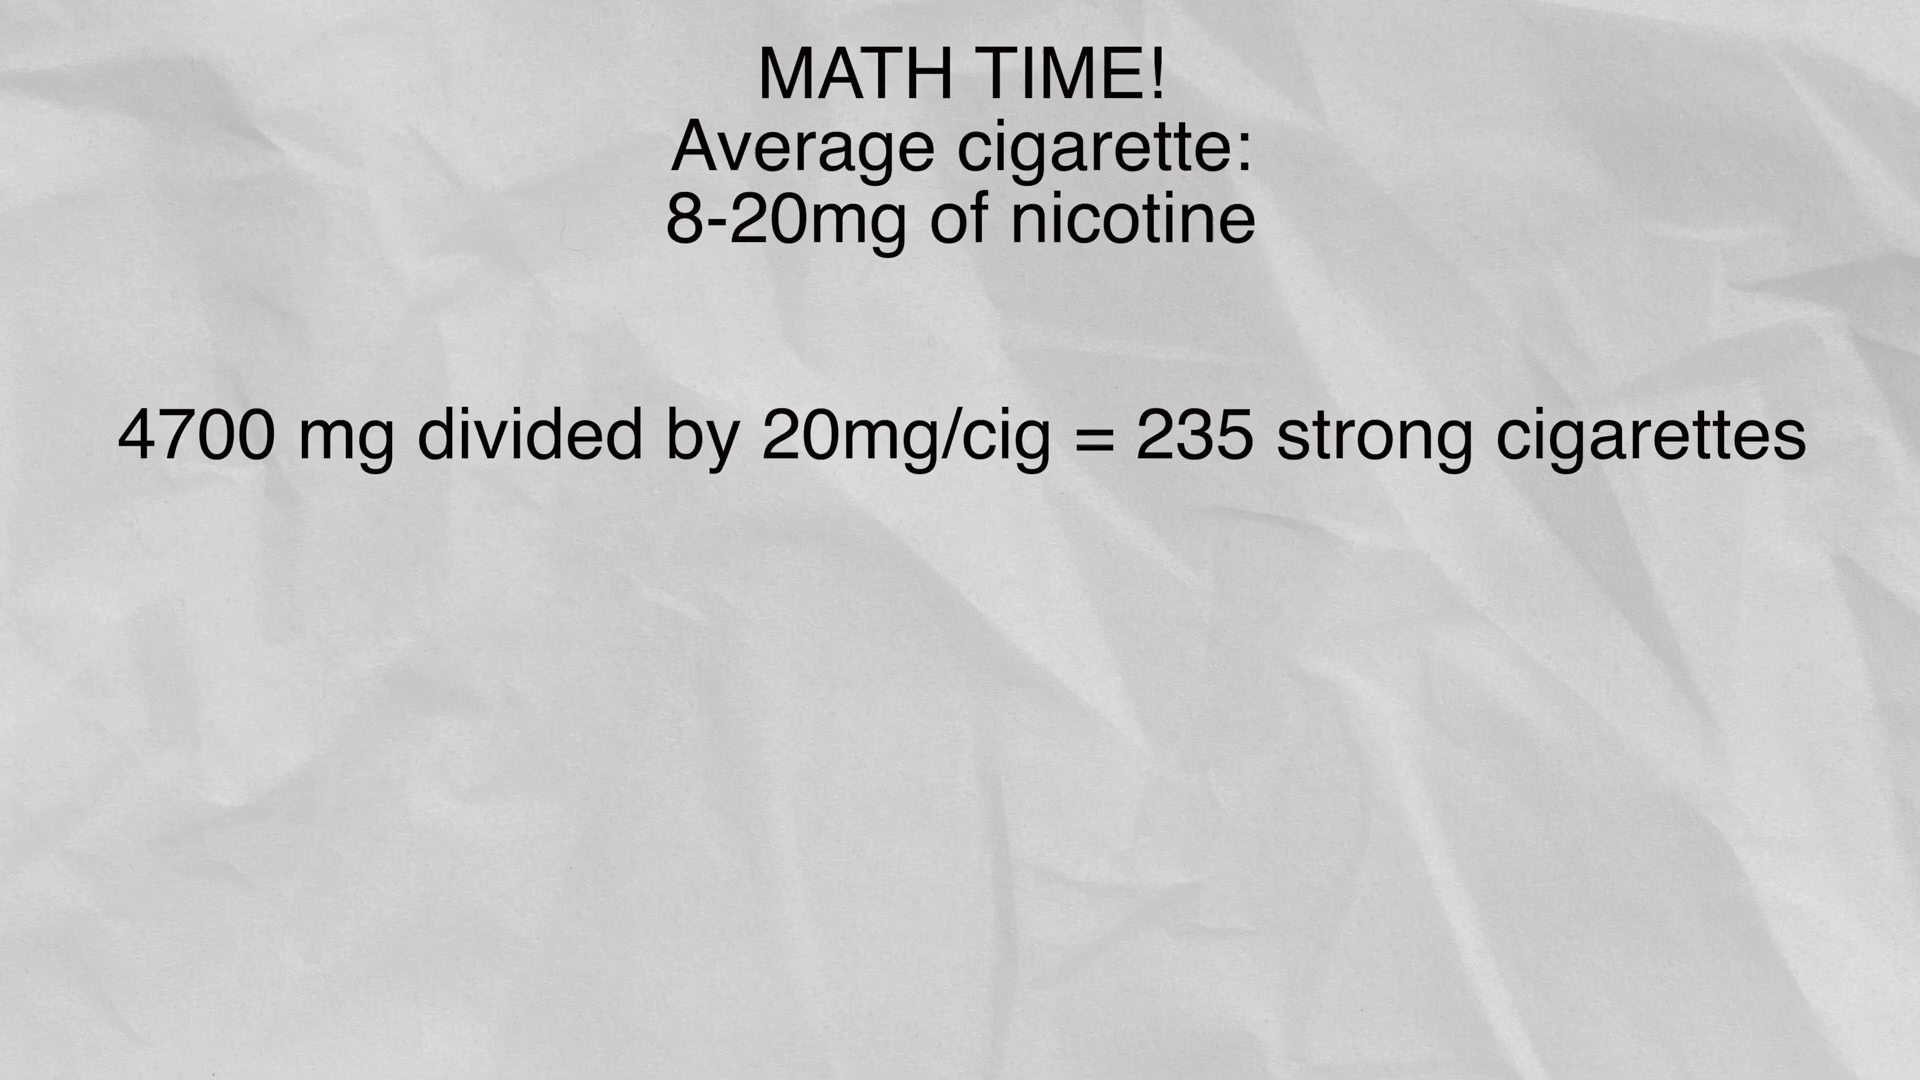 MATH TIME!
Average cigarette:
8-20mg of nicotine
4700 mg divided by 20mg/cig = 235 strong cigarettes